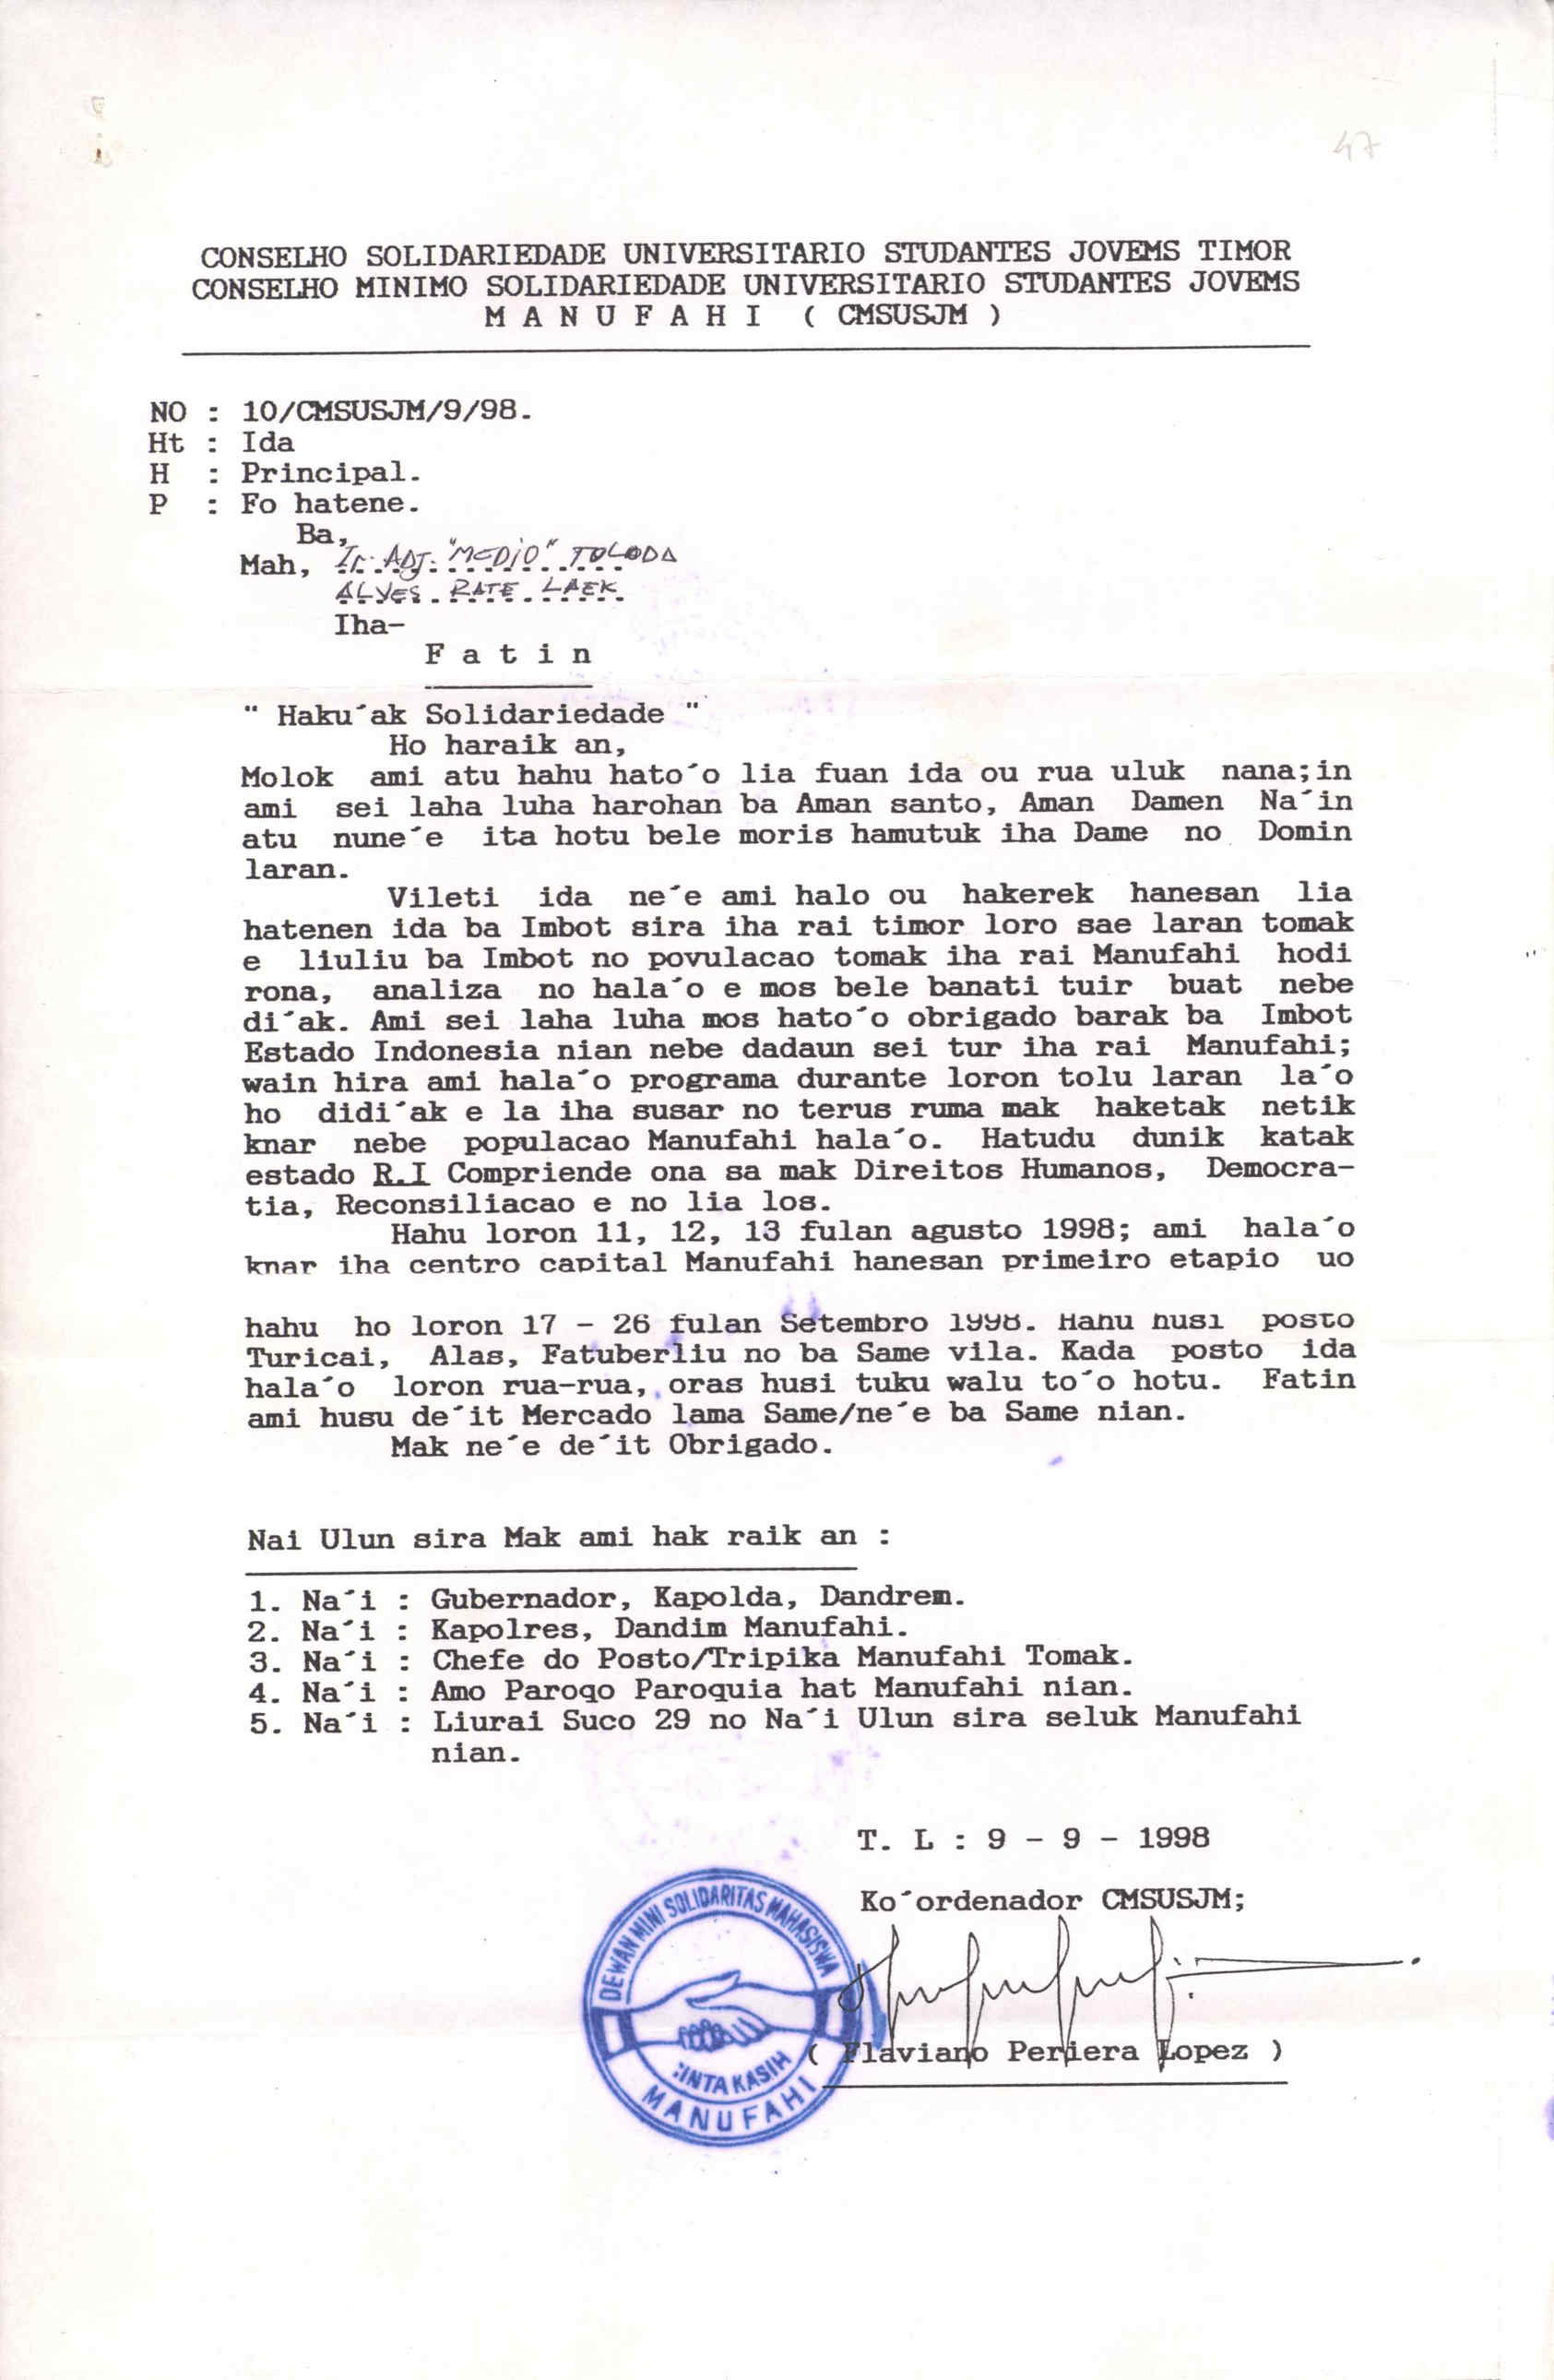 47
CONSELHO SOLIDARIEDADE UNIVERSITARIO STUDANTES JOVEMS TIMOR
CONSELHO MINIMO SOLIDARIEDADE UNIVERSITARIO STUDANTES JOVEMS
M A N U F A H I ( CMSUSJM )
NO : 10/CMSUSJM/9/98.
Ht : Ida
H : Principal.
P : Fo hatene.
Ba,
Mah, Ir. ADJ. "MEDIO" TOLODA
ALVES RATE LAEK
Iha-
F a t i n
" Haku´ak Solidariedade "
Ho haraik an,
Molok ami atu hahu hato´o lia fuan ida ou rua uluk nana;in
ami sei laha luha harohan ba Aman santo, Aman Damen Na´in
atu nune´e ita hotu bele moris hamutuk iha Dame no Domin
laran.
Vileti ida ne´e ami halo ou hakerek hanesan lia
hatenen ida ba Imbot sira iha rai timor loro sae laran tomak
e liuliu ba Imbot no povulacao tomak iha rai Manufahi hodi
rona, analiza no hala´o e mos bele banati tuir buat nebe
di´ak. Ami sei laha luha mos hato´o obrigado barak ba Imbot
Estado Indonesia nian nebe dadaun sei tur iha rai Manufahi;
wain hira ami hala´o programa durante loron tolu laran la´o
ho didi´ak e la iha susar no terus ruma mak haketak netik
knar nebe populacao Manufahi hala´o. Hatudu dunik katak
estado R.I Compriende ona sa mak Direitos Humanos, Democra-
tia, Reconsiliacao e no lia los.
Hahu loron 11, 12, 13 fulan agusto 1998; ami hala´o
knar iha centro capital Manufahi hanesan primeiro etapio uo
hahu ho loron 17 - 26 fulan Setembro 1998. Hahu husi posto
Turicai, Alas, Fatuberliu no ba Same vila. Kada posto ida
hala´o loron rua-rua, oras husi tuku walu to´o hotu. Fatin
ami husu de´it Mercado lama Same/ne´e ba Same nian.
Mak ne´e de´it Obrigado.
Nai Ulun sira Mak ami hak raik an :
1. Na´i : Gubernador, Kapolda, Dandrem.
2. Na´i : Kapolres, Dandim Manufahi.
3. Na´i : Chefe do Posto/Tripika Manufahi Tomak.
4. Na´i : Amo Paroqo Paroquia hat Manufahi nian.
5. Na´i : Liurai Suco 29 no Na´i Ulun sira seluk Manufahi
nian.
T. L : 9 - 9 - 1998
Ko´ordenador CMSUSJM;
DEWAN MINI SOLIDARITAS MAHASISWA
INTA KASIH
MANUFAHI
( Flaviano Periera Lopez )